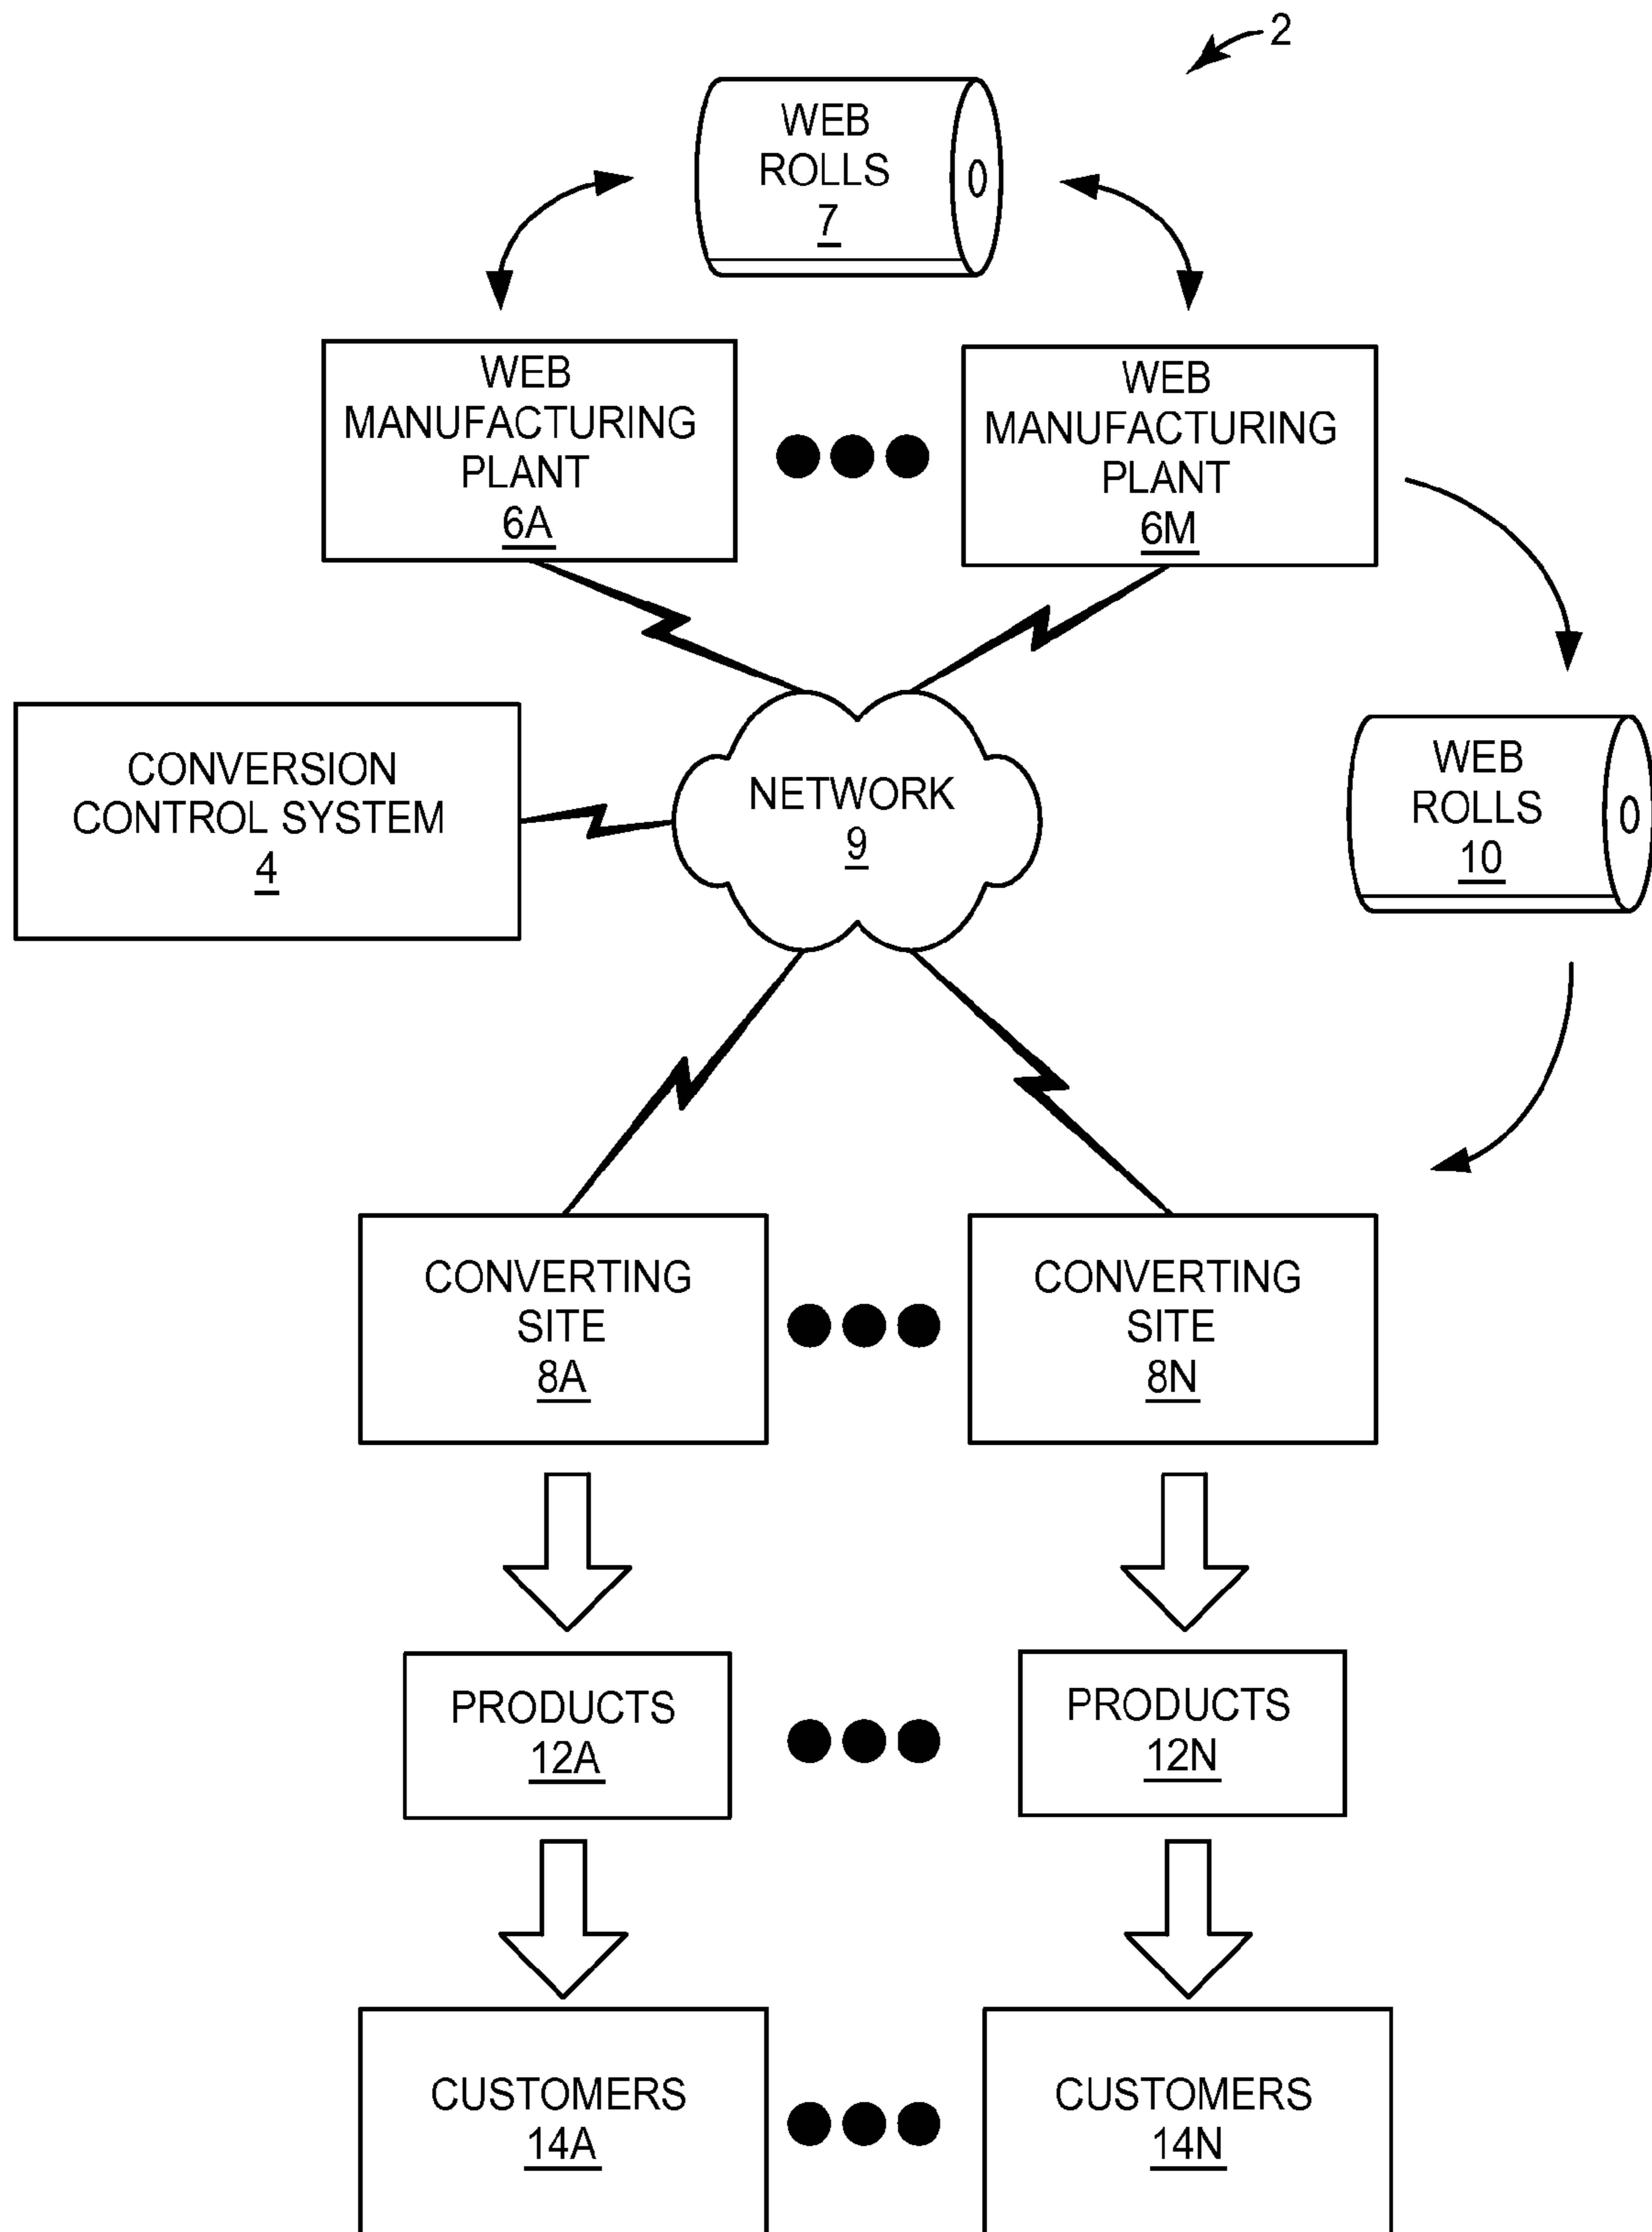 2
WEB
ROLLS
7
WEB
MANUFACTURING
PLANT
6A
WEB
MANUFACTURING
PLANT
6M
CONVERSION
CONTROL SYSTEM
4
NETWORK
9
WEB
ROLLS
10
CONVERTING
SITE
8A
CONVERTING
SITE
8N
PRODUCTS
12A
PRODUCTS
12N
CUSTOMERS
14A
CUSTOMERS
14N